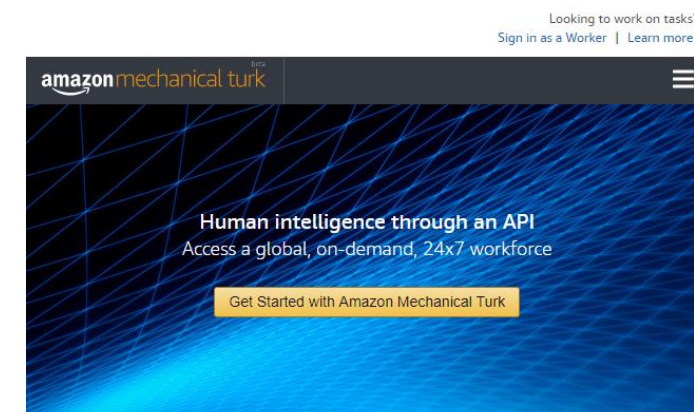 Looking to work on tasks?
Sign in as a Worker | Learn more
beta
amazon mechanical turk
Human intelligence through an API
Access a global, on-demand, 24x7 workforce
Get Started with Amazon Mechanical Turk